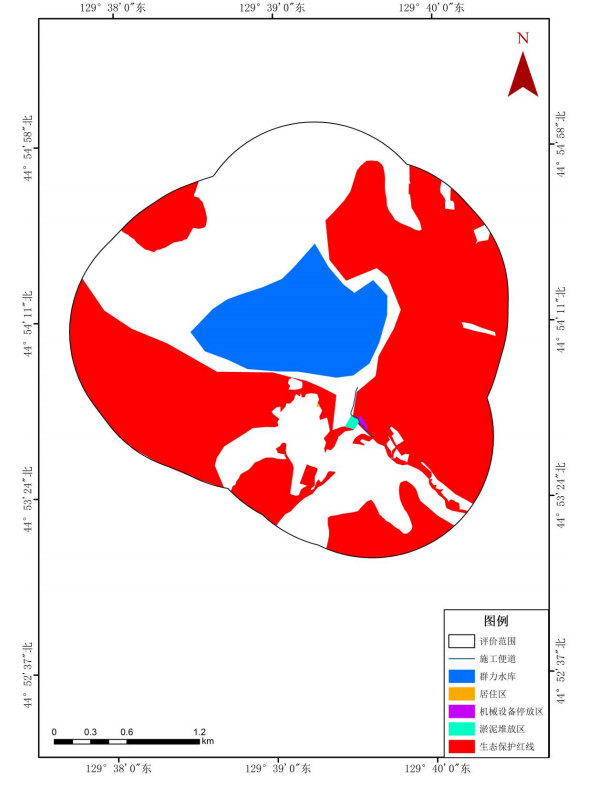 129° 38'0"东 129° 39'0"东 129° 40'0"东
N
44° 54'58"北 44° 54'58"北
44° 54'11"北 44° 54'11"北
44° 53'24"北 44° 53'24"北
44° 52'37"北 44° 52'37"北
图例
评价范围
施工便道
群力水库
居住区
机械设备停放区
淤泥堆放区
生态保护红线
0 0.3 0.6 1.2
km
129° 38'0"东 129° 39'0"东 129° 40'0"东